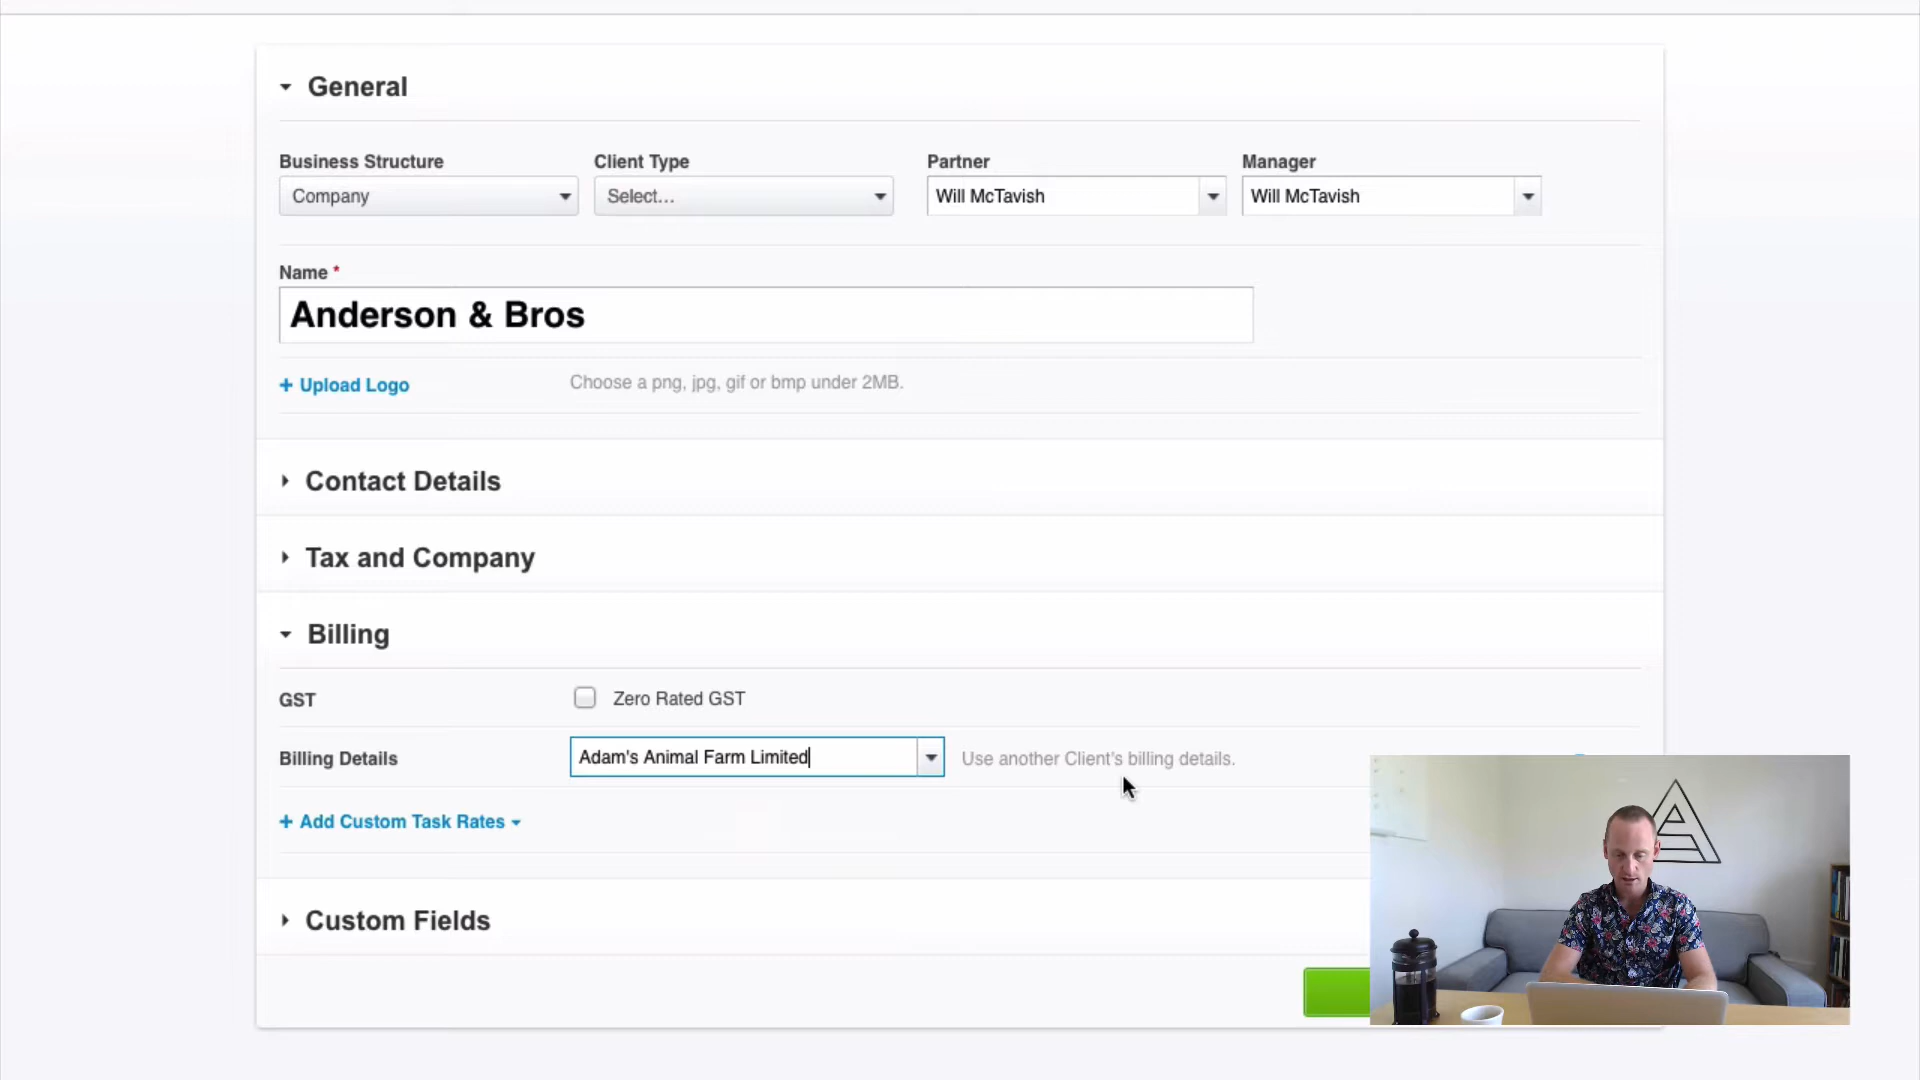 General
Business Structure
Client Type
Partner
Manager
Company
Select...
Will McTavish
Will McTavish
Name *
Anderson & Bros
+ Upload Logo
Choose a png, jpg, gif or bmp under 2MB.
Contact Details
Tax and Company
Billing
GST
Zero Rated GST
Billing Details
Adam's Animal Farm Limited
Use another Client's billing details.
+ Add Custom Task Rates
Custom Fields